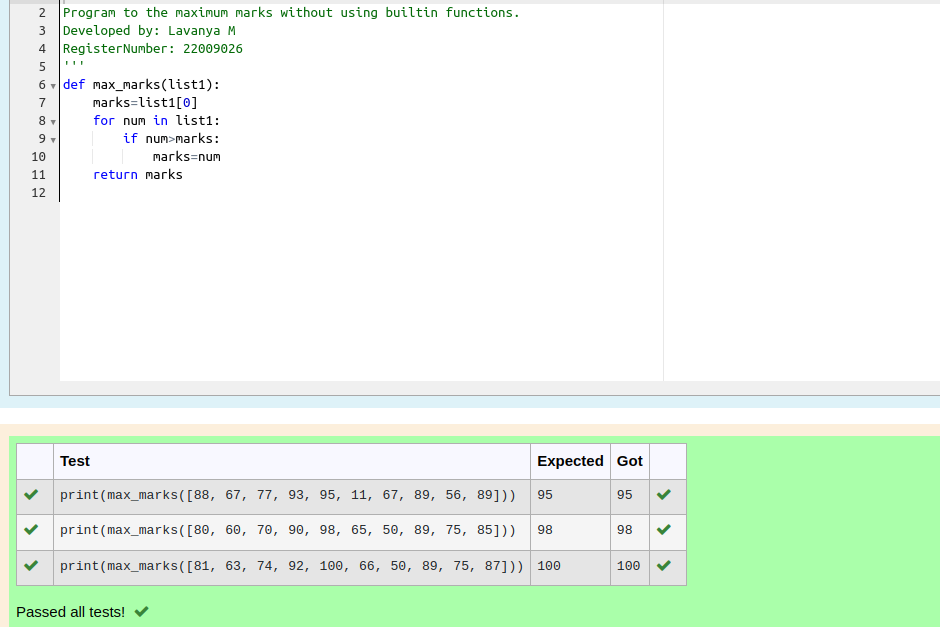 2 Program to the maximum marks without using builtin functions.
3 Developed by: Lavanya M
4 RegisterNumber: 22009026
5 '''
6 def max_marks(list1):
7     marks=list1[0]
8     for num in list1:
9         if num>marks:
10             marks=num
11     return marks
12
Test Expected Got
print(max_marks([88, 67, 77, 93, 95, 11, 67, 89, 56, 89])) 95 95
print(max_marks([80, 60, 70, 90, 98, 65, 50, 89, 75, 85])) 98 98
print(max_marks([81, 63, 74, 92, 100, 66, 50, 89, 75, 87])) 100 100
Passed all tests!